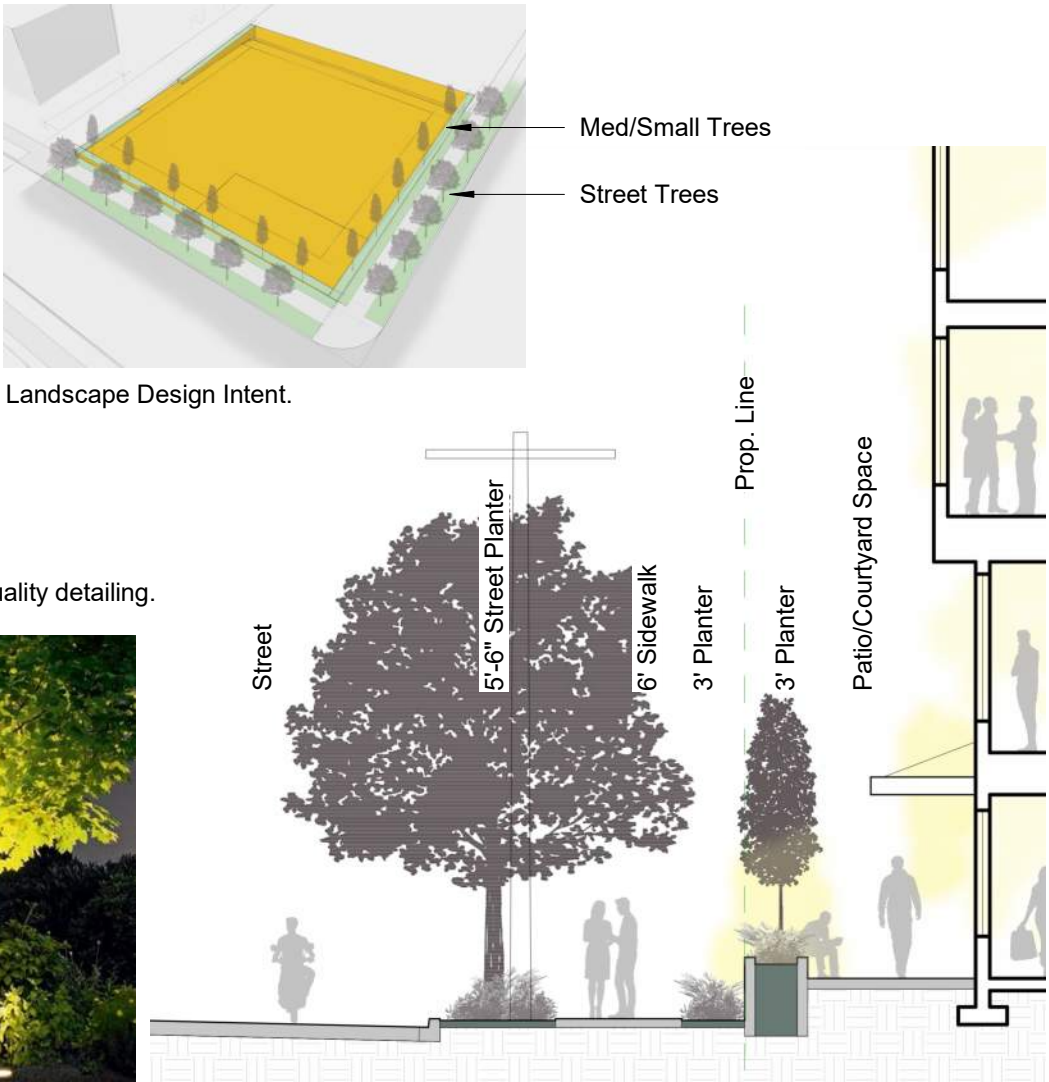 Med/Small Trees
Street Trees
Landscape Design Intent.
uality detailing.
Street
5'-6" Street Planter
6' Sidewalk
3' Planter
Prop. Line
3' Planter
Patio/Courtyard Space